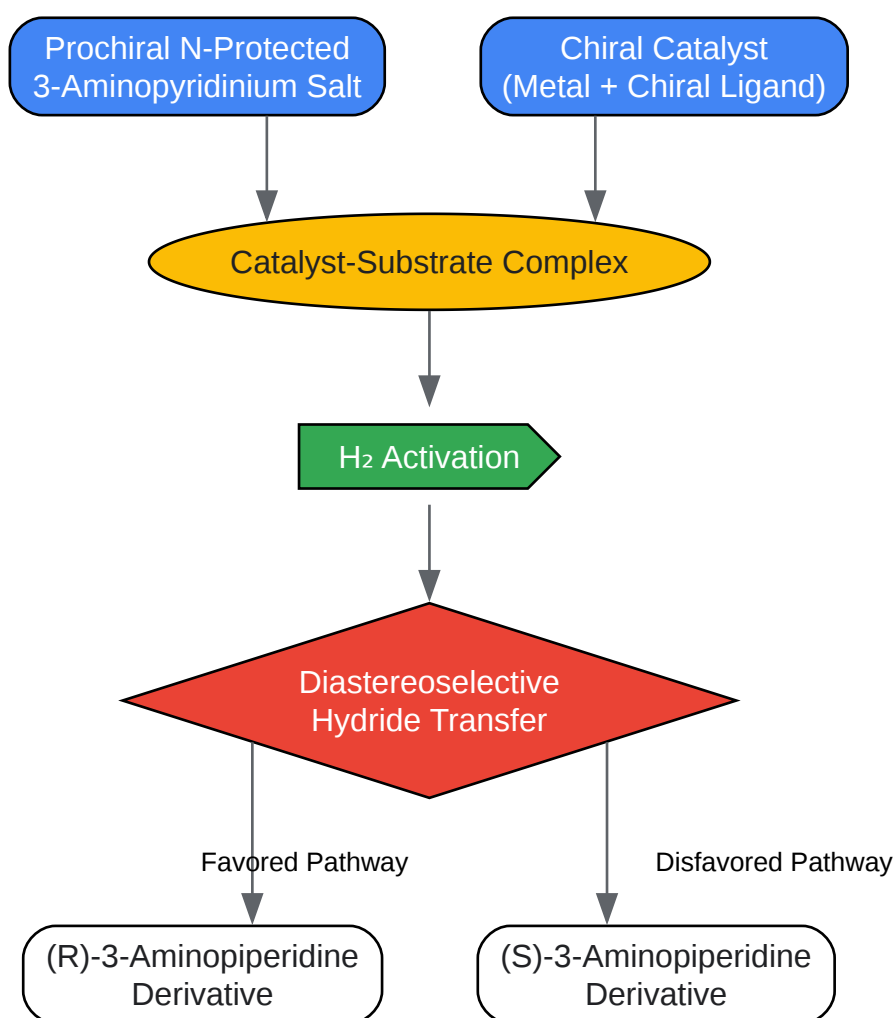 Prochiral N-Protected
3-Aminopyridinium Salt
Chiral Catalyst
(Metal + Chiral Ligand)
Catalyst-Substrate Complex
H₂ Activation
Diastereoselective
Hydride Transfer
Favored Pathway
Disfavored Pathway
(R)-3-Aminopiperidine
Derivative
(S)-3-Aminopiperidine
Derivative